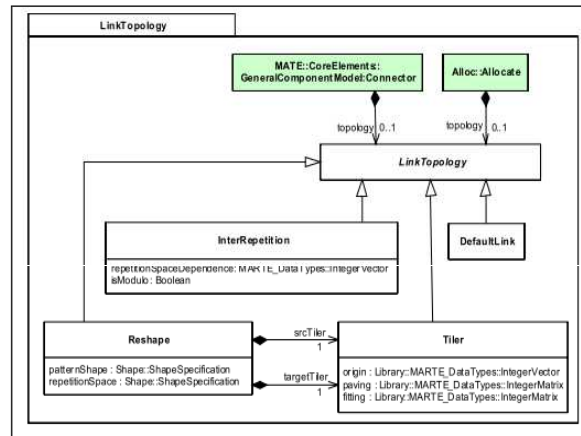 LinkTopology
MATE::CoreElements::
GeneralComponentModel:Connector
Alloc::Allocate
topology 0..1
topology 0..1
LinkTopology
InterRepetition
repetitionSpaceDependence: MARTE_DataTypes::IntegerVector
isModulo : Boolean
DefaultLink
Reshape
patternShape : Shape::ShapeSpecification
repetitionSpace : Shape::ShapeSpecification
srcTiler
1
targetTiler
1
Tiler
origin : Library::MARTE_DataTypes::IntegerVector
paving : Library::MARTE_DataTypes::IntegerMatrix
fitting : Library::MARTE_DataTypes::IntegerMatrix